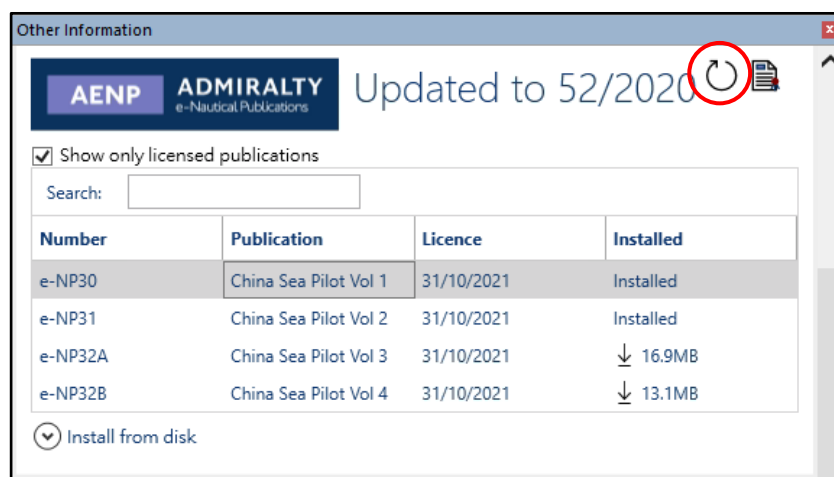 Other Information
AENP ADMIRALTY e-Nautical Publications Updated to 52/2020
Show only licensed publications
Search:
Number Publication Licence Installed
e-NP30 China Sea Pilot Vol 1 31/10/2021 Installed
e-NP31 China Sea Pilot Vol 2 31/10/2021 Installed
e-NP32A China Sea Pilot Vol 3 31/10/2021 16.9MB
e-NP32B China Sea Pilot Vol 4 31/10/2021 13.1MB
Install from disk